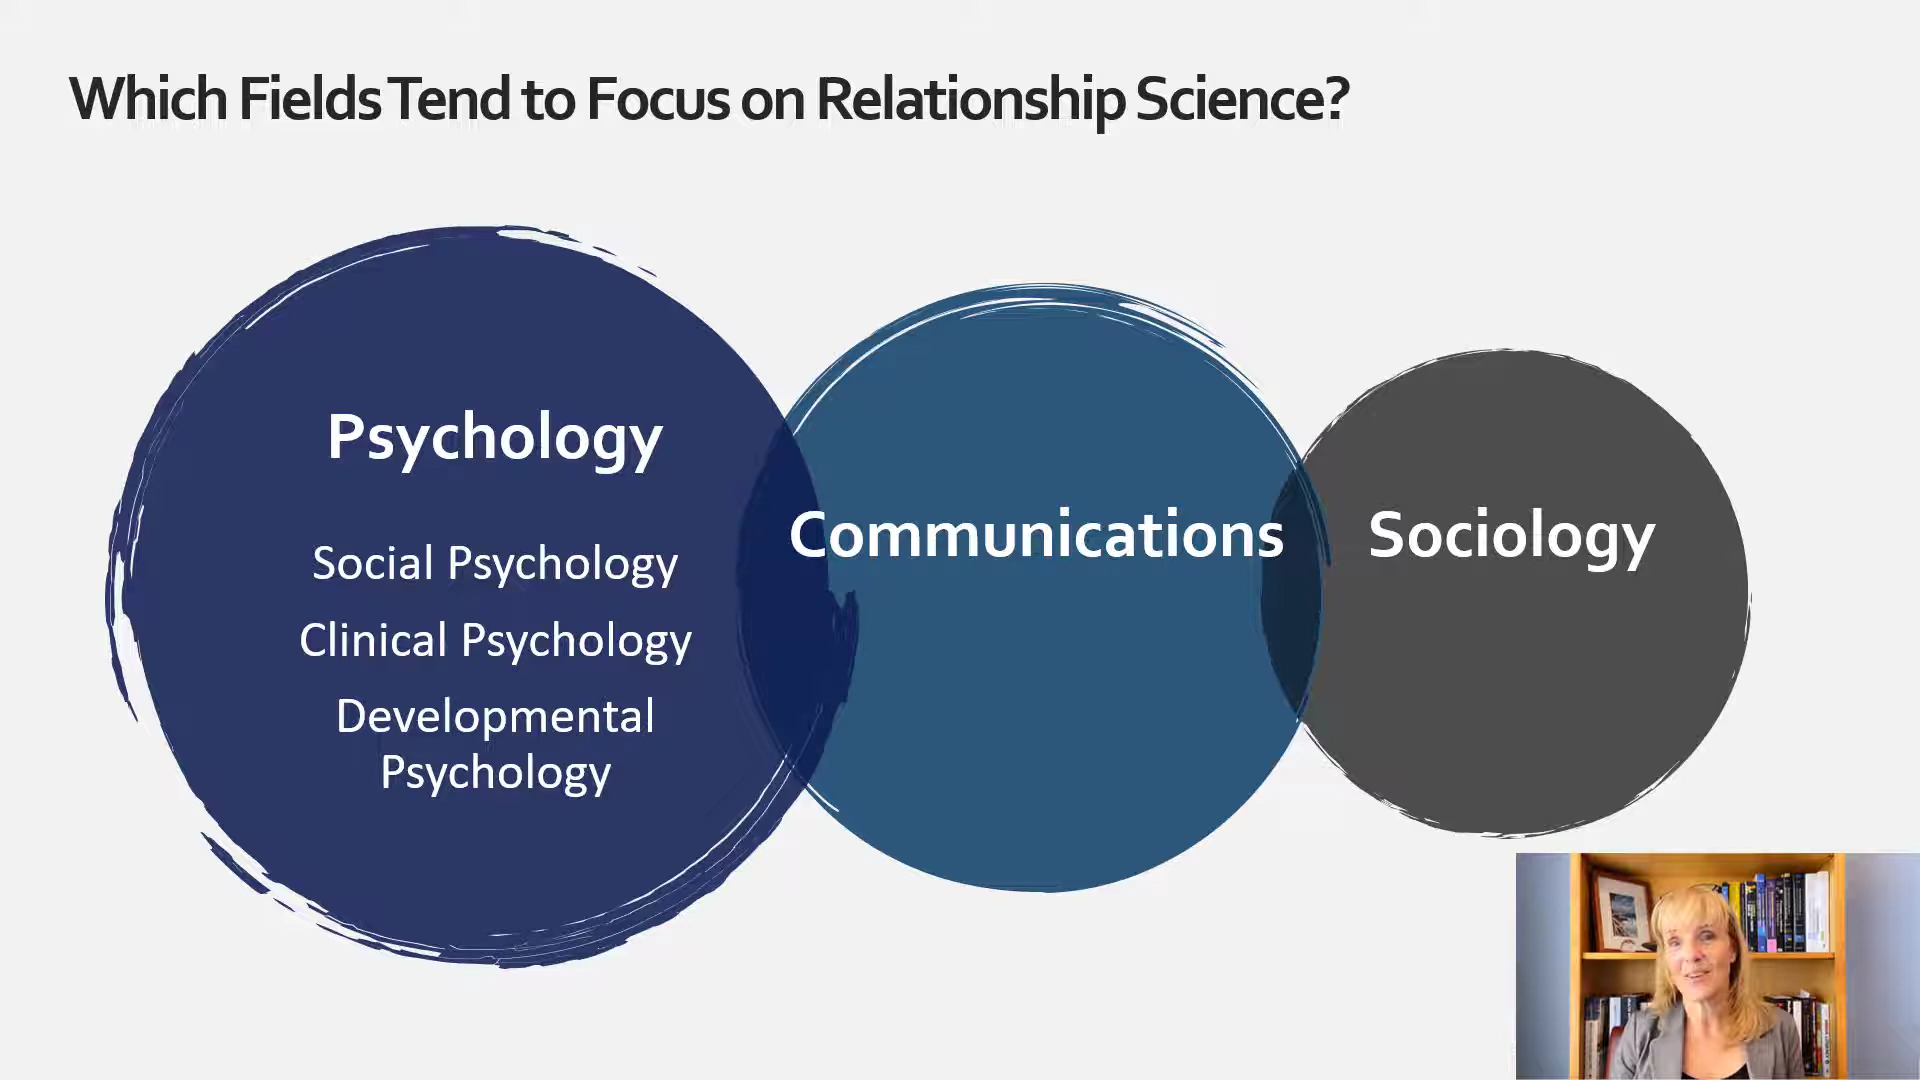 Which Fields Tend to Focus on Relationship Science?
Psychology
Social Psychology
Clinical Psychology
Developmental
Psychology
Communications
Sociology